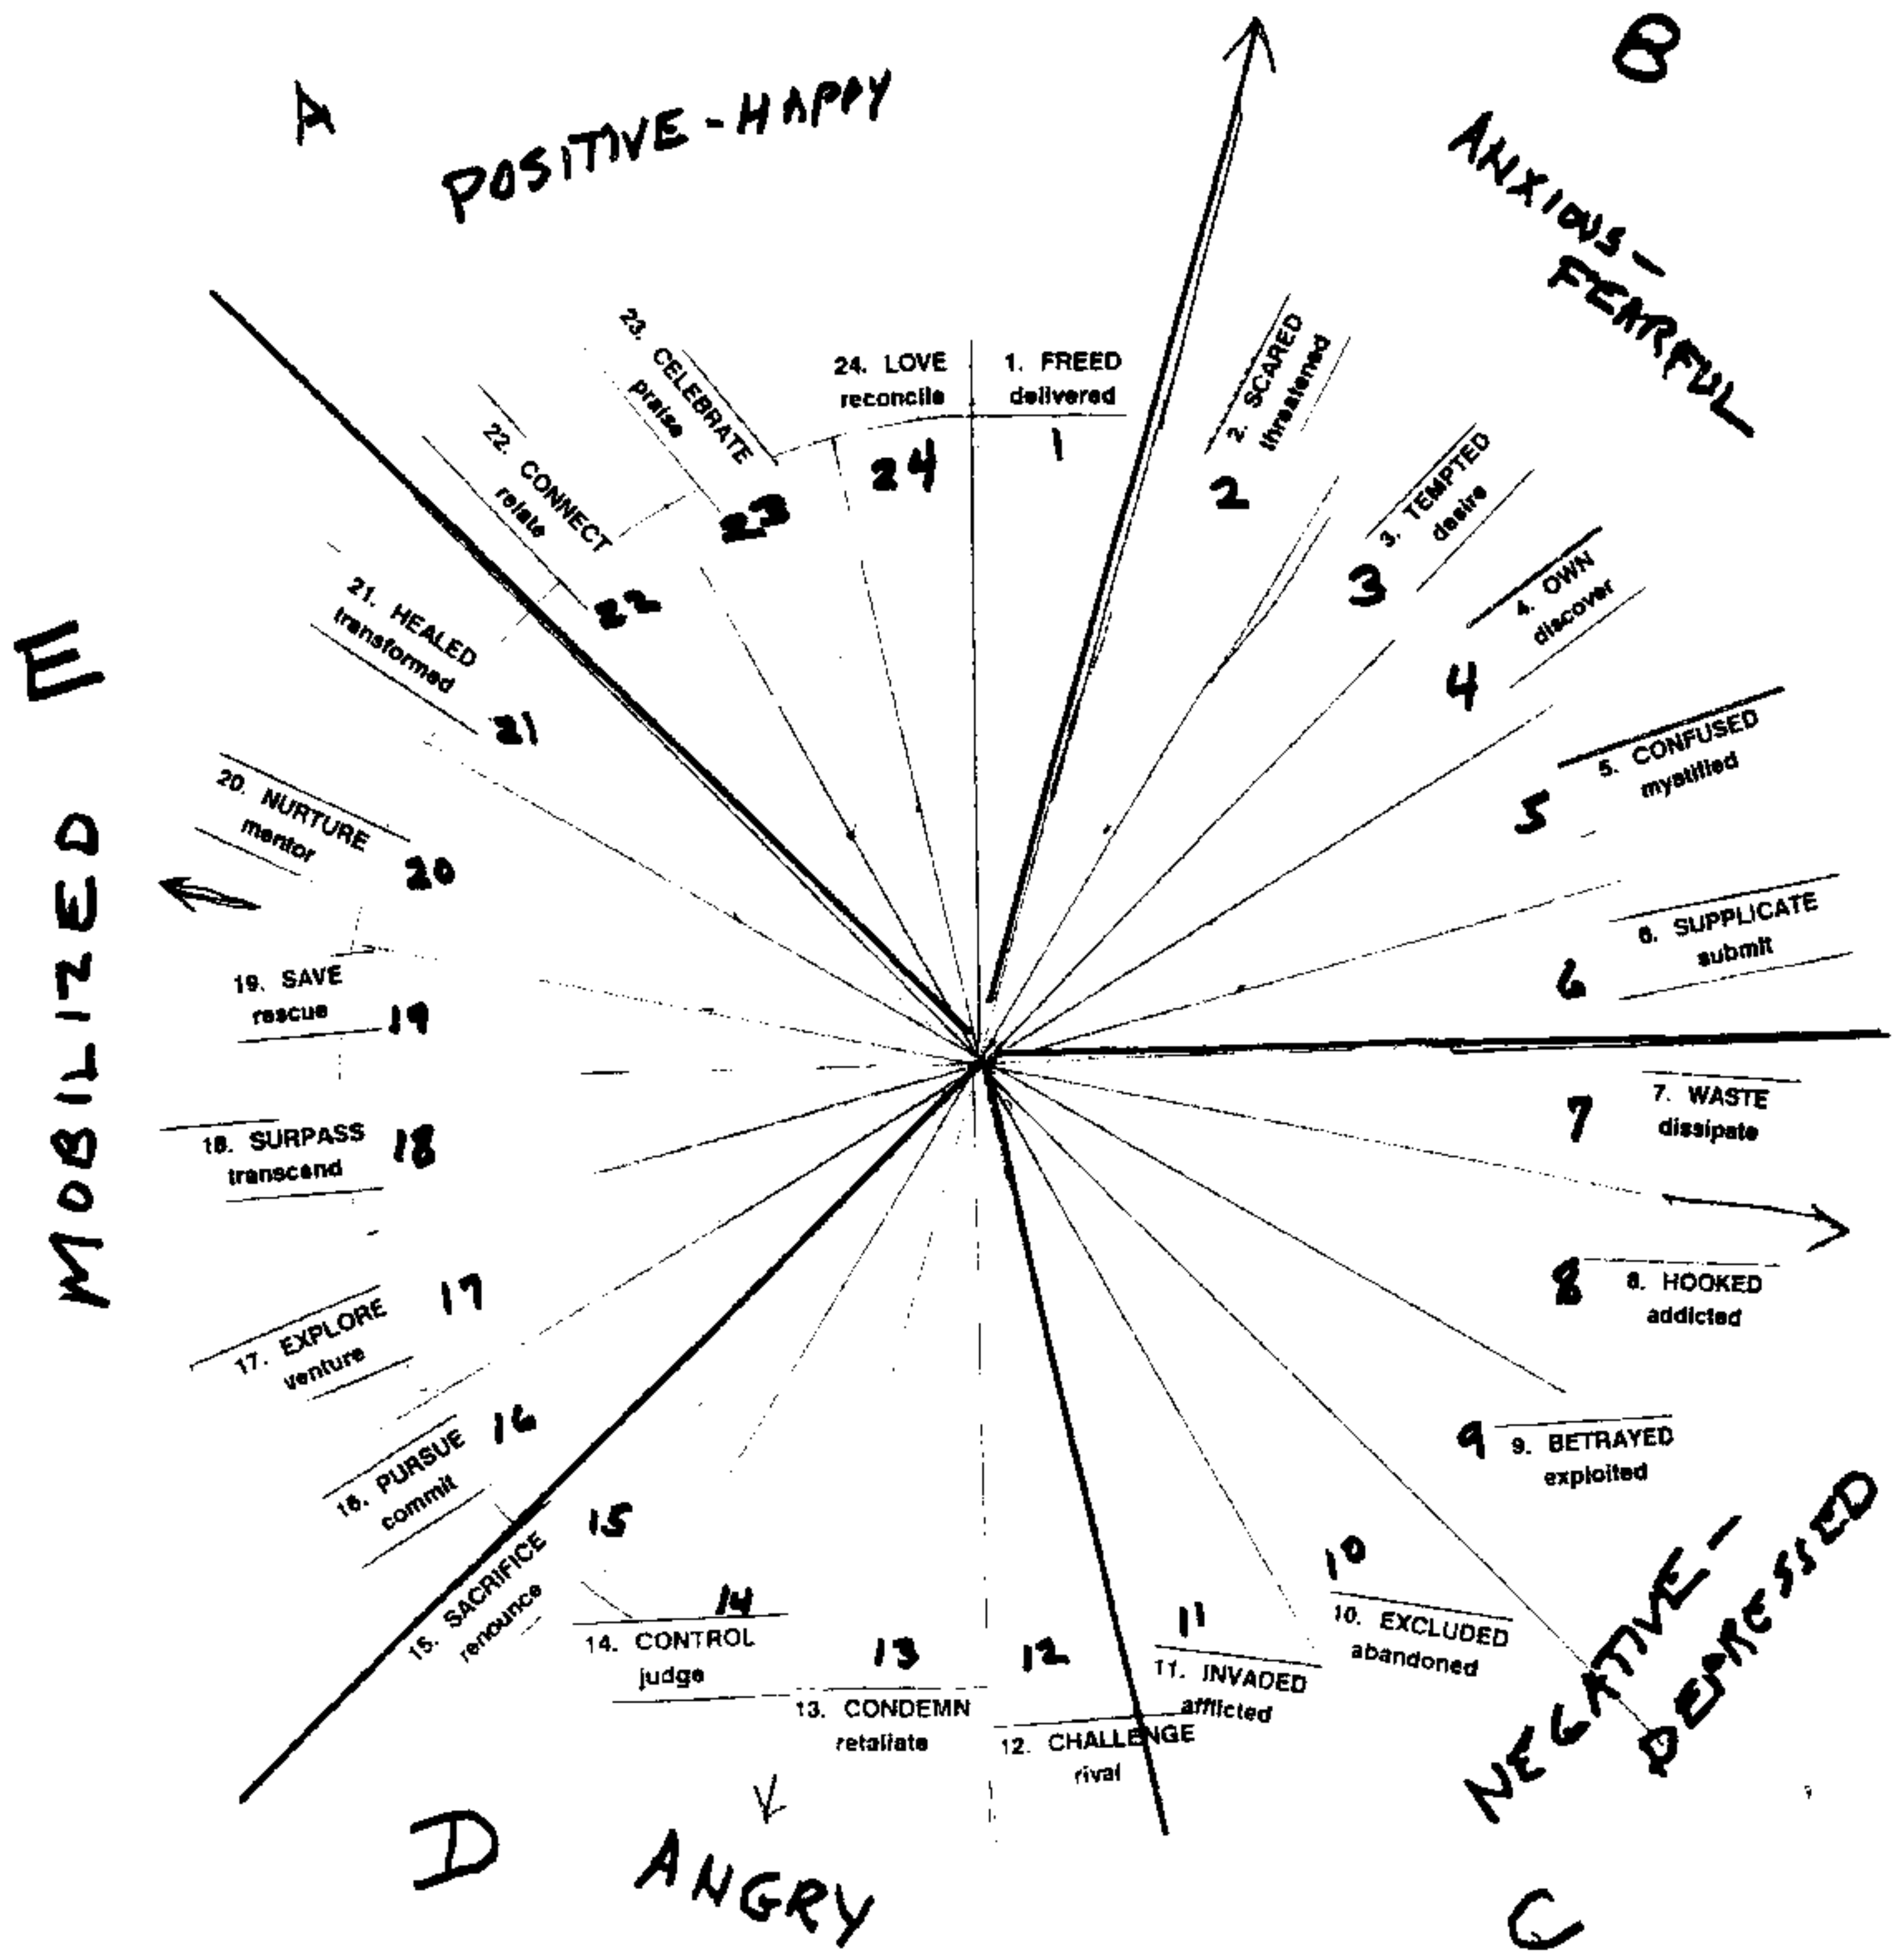 A
POSITIVE - HAPPY
B
ANXIOUS -
FEARFUL
24. LOVE
reconcile
24
1. FREED
delivered
1
2. SCARED
threatened
2
3. TEMPTED
desire
3
4. OWN
discover
4
5. CONFUSED
mystified
5
6. SUPPLICATE
submit
6
7. WASTE
dissipate
7
8. HOOKED
addicted
8
9. BETRAYED
exploited
9
10. EXCLUDED
abandoned
10
NEGATIVE -
DEPRESSED
C
11. INVADED
afflicted
11
12. CHALLENGE
rival
12
13. CONDEMN
retaliate
13
14. CONTROL
judge
14
15. SACRIFICE
renounce
15
D
ANGRY
16. PURSUE
commit
16
17. EXPLORE
venture
17
18. SURPASS
transcend
18
19. SAVE
rescue
19
20. NURTURE
mentor
20
21. HEALED
transformed
21
E
MOBILIZED
22. CONNECT
relate
22
23. CELEBRATE
praise
23